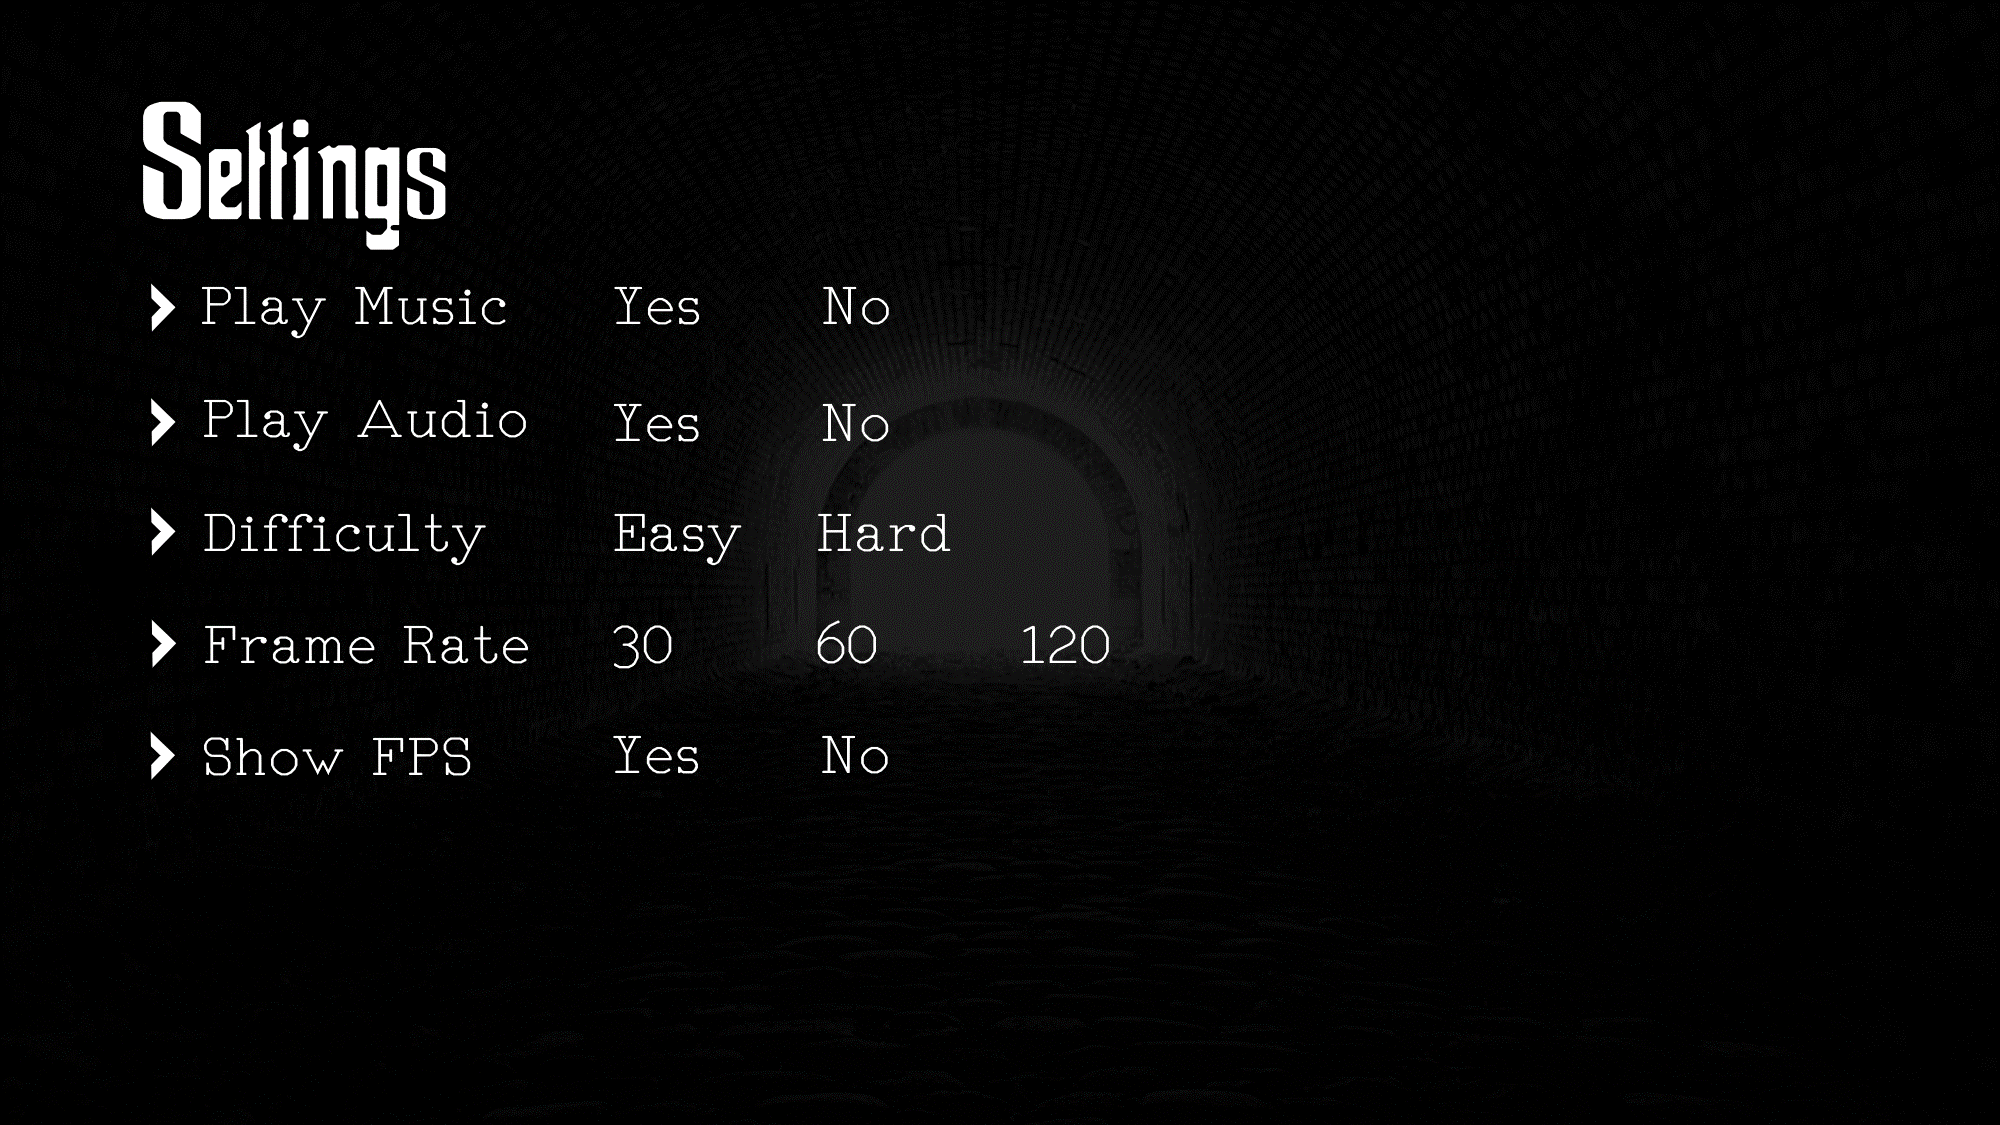 Settings
Play Music Yes No
Play Audio Yes No
Difficulty Easy Hard
Frame Rate 30 60 120
Show FPS Yes No